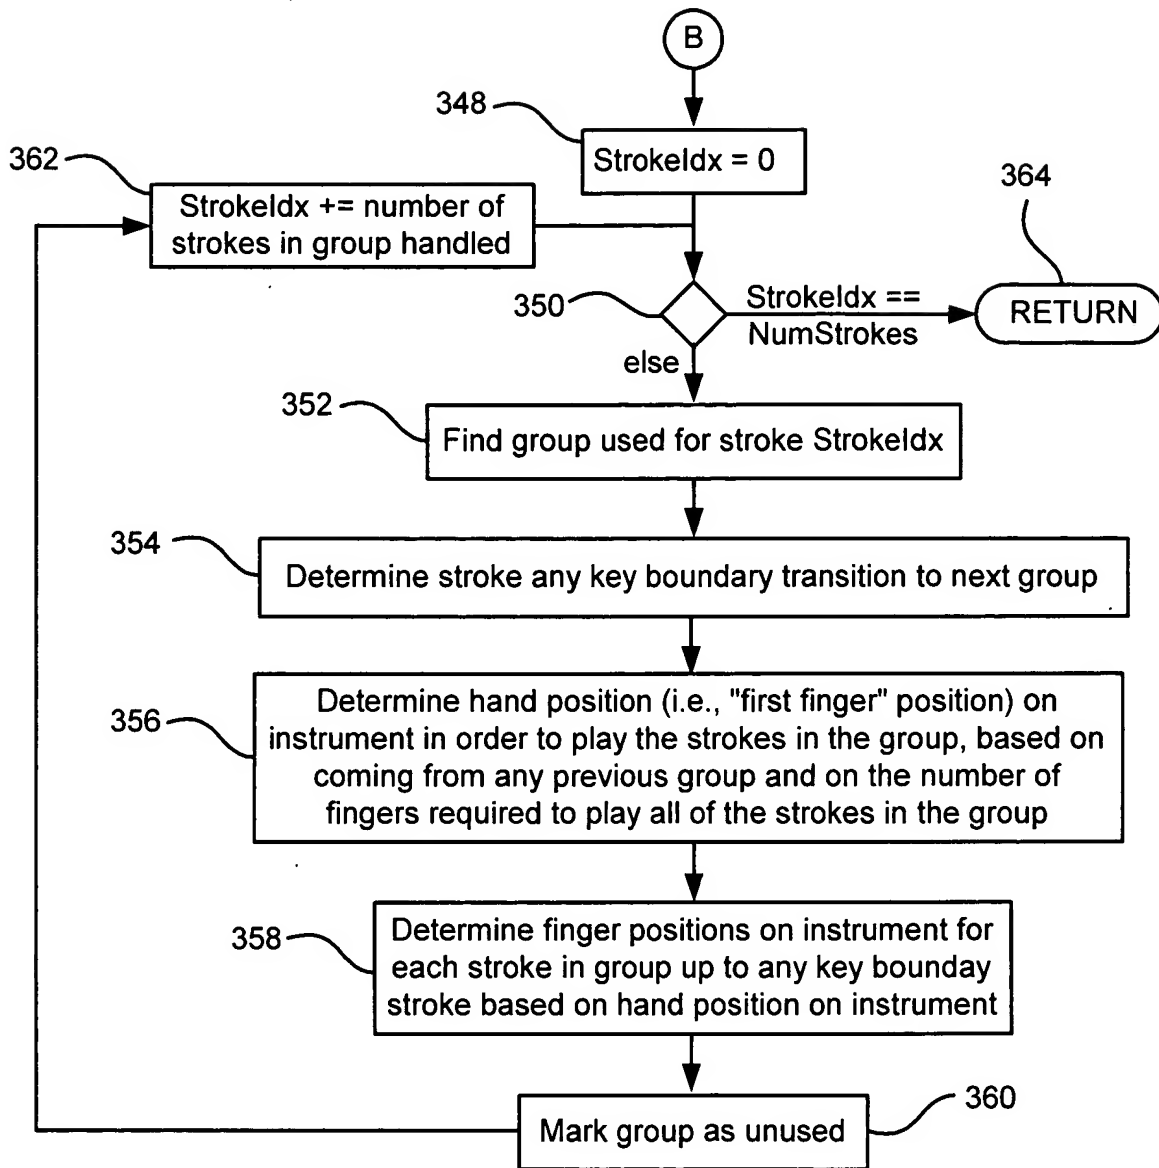 B
348
StrokeIdx = 0
362
StrokeIdx += number of
strokes in group handled
364
350
StrokeIdx ==
NumStrokes
RETURN
else
352
Find group used for stroke StrokeIdx
354
Determine stroke any key boundary transition to next group
356
Determine hand position (i.e., "first finger" position) on
instrument in order to play the strokes in the group, based on
coming from any previous group and on the number of
fingers required to play all of the strokes in the group
358
Determine finger positions on instrument for
each stroke in group up to any key bounday
stroke based on hand position on instrument
360
Mark group as unused